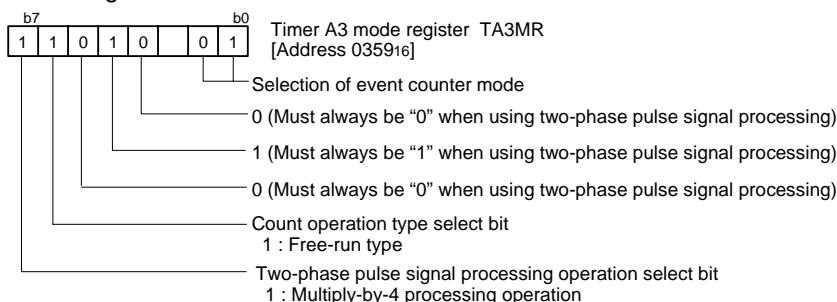 b7 b0
1 1 0 1 0 0 1
Timer A3 mode register TA3MR
[Address 035916]
Selection of event counter mode
0 (Must always be “0” when using two-phase pulse signal processing)
1 (Must always be “1” when using two-phase pulse signal processing)
0 (Must always be “0” when using two-phase pulse signal processing)
Count operation type select bit
1 : Free-run type
Two-phase pulse signal processing operation select bit
1 : Multiply-by-4 processing operation